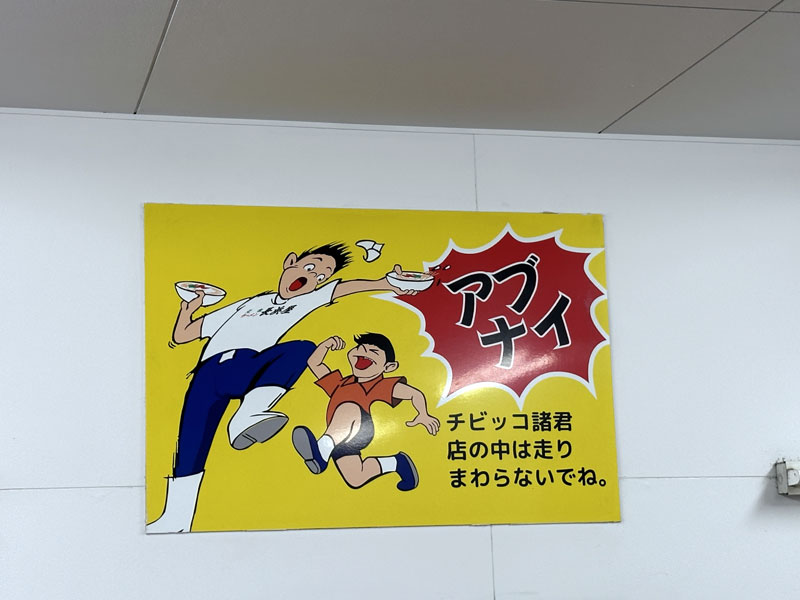 アブ
ナイ
チビッコ諸君
店の中は走り
まわらないでね。